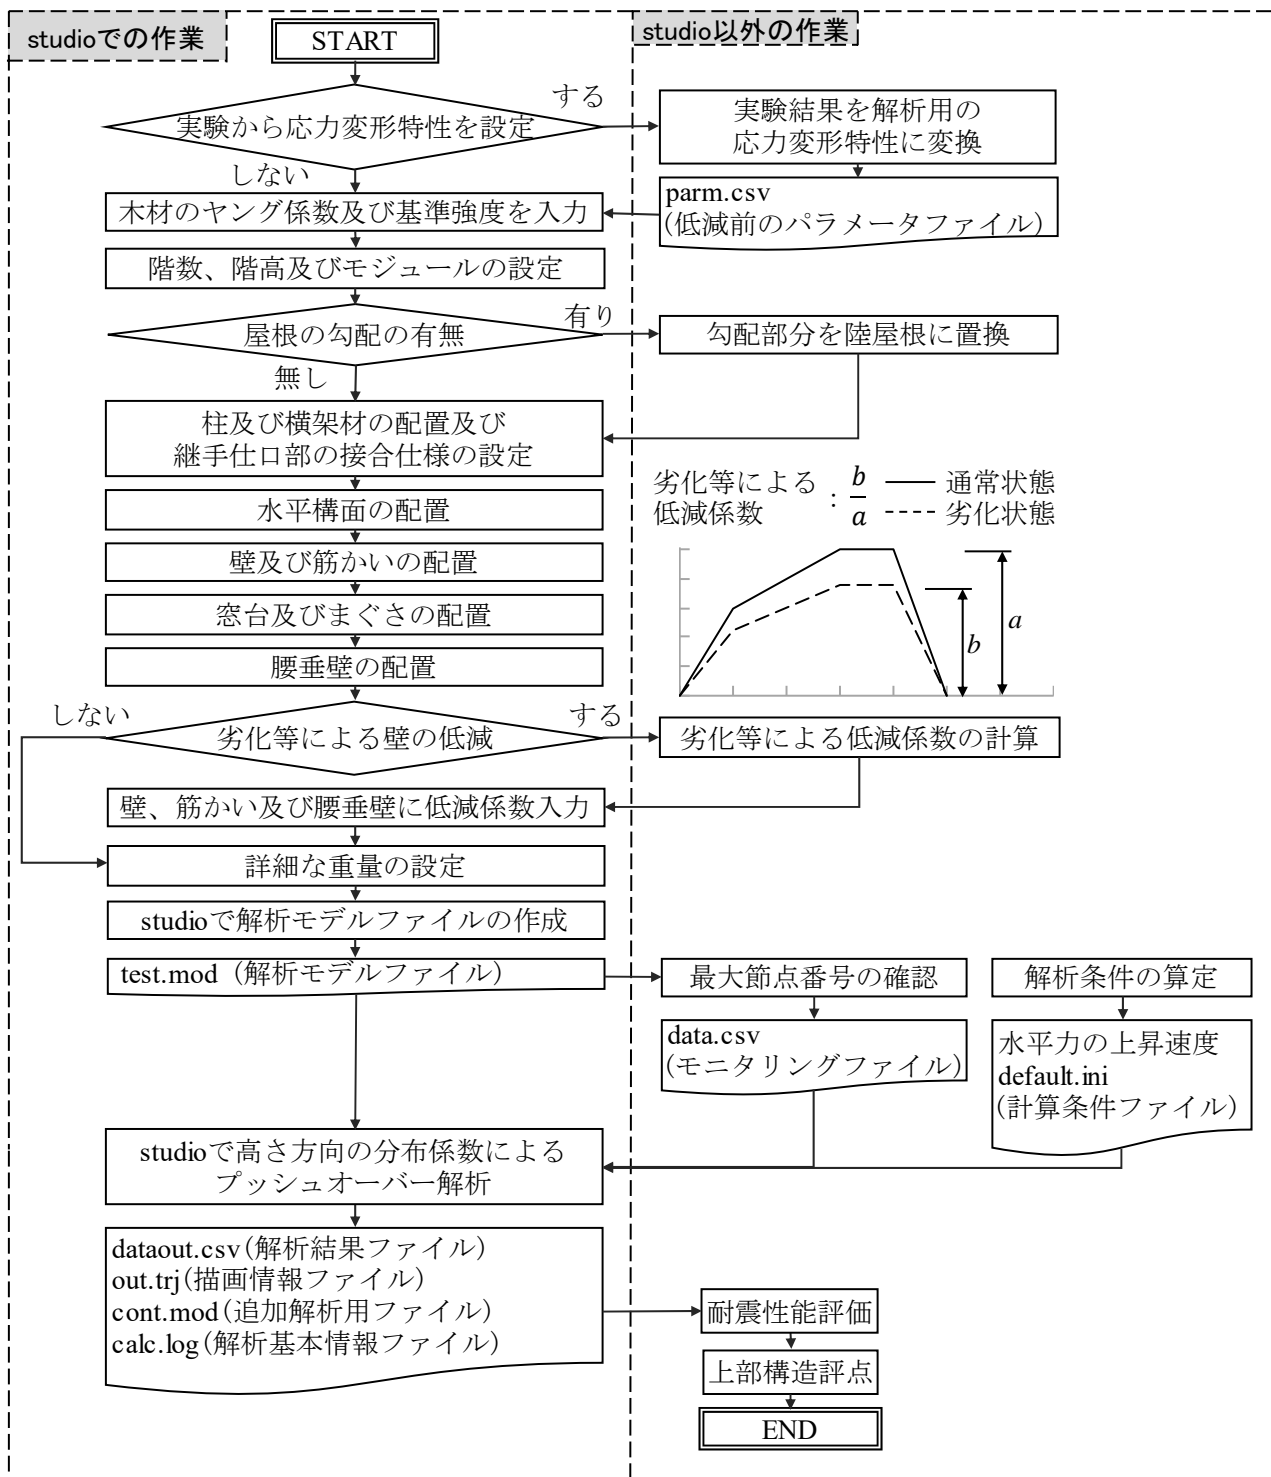 studioでの作業
START
studio以外の作業
実験から応力変形特性を設定
する
しない
実験結果を解析用の
応力変形特性に変換
parm.csv
(低減前のパラメータファイル)
木材のヤング係数及び基準強度を入力
階数、階高及びモジュールの設定
屋根の勾配の有無
有り
無し
勾配部分を陸屋根に置換
柱及び横架材の配置及び
継手仕口部の接合仕様の設定
水平構面の配置
壁及び筋かいの配置
窓台及びまぐさの配置
腰垂壁の配置
劣化等による
低減係数
:
b
a
通常状態
劣化状態
a
b
しない
劣化等による壁の低減
する
劣化等による低減係数の計算
壁、筋かい及び腰垂壁に低減係数入力
詳細な重量の設定
studioで解析モデルファイルの作成
test.mod（解析モデルファイル）
最大節点番号の確認
data.csv
(モニタリングファイル)
解析条件の算定
水平力の上昇速度
default.ini
(計算条件ファイル)
studioで高さ方向の分布係数による
プッシュオーバー解析
dataout.csv(解析結果ファイル)
out.trj(描画情報ファイル)
cont.mod(追加解析用ファイル)
calc.log(解析基本情報ファイル)
耐震性能評価
上部構造評点
END